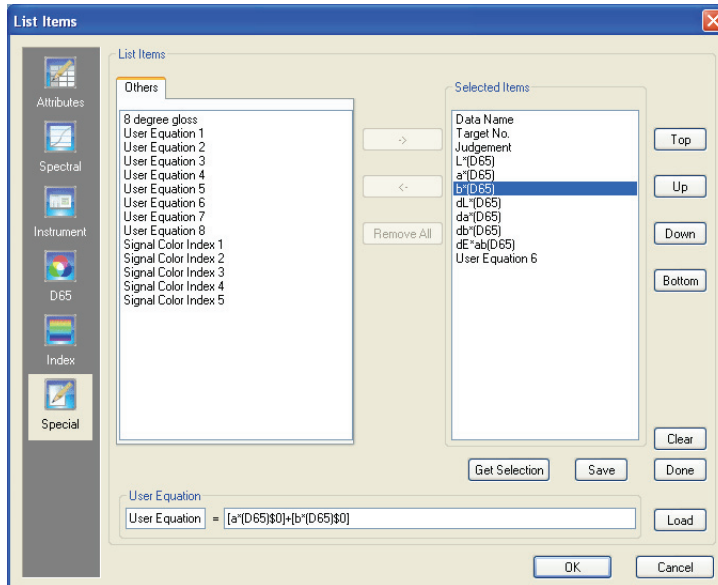 List Items
Attributes
Spectral
Instrument
D65
Index
Special
List Items
Others
8 degree gloss
User Equation 1
User Equation 2
User Equation 3
User Equation 4
User Equation 5
User Equation 6
User Equation 7
User Equation 8
Signal Color Index 1
Signal Color Index 2
Signal Color Index 3
Signal Color Index 4
Signal Color Index 5
->
<-
Remove All
Selected Items
Data Name
Target No.
Judgement
L*(D65)
a*(D65)
b*(D65)
dL*(D65)
da*(D65)
db*(D65)
dE*ab(D65)
User Equation 6
Top
Up
Down
Bottom
Clear
Get Selection Save Done
User Equation
User Equation = [a*(D65)$0]+[b*(D65)$0]
Load
OK Cancel